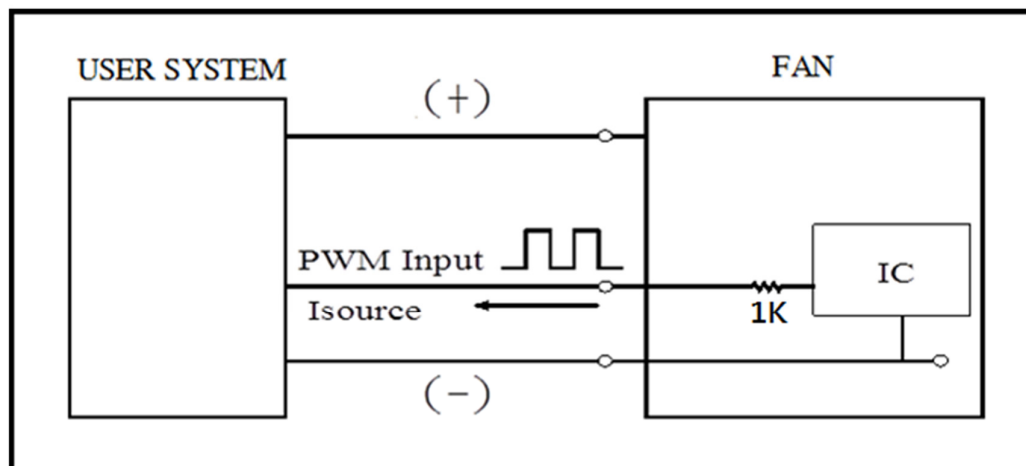 USER SYSTEM
FAN
(+)
PWM Input
IC
Isource
1K
(-)